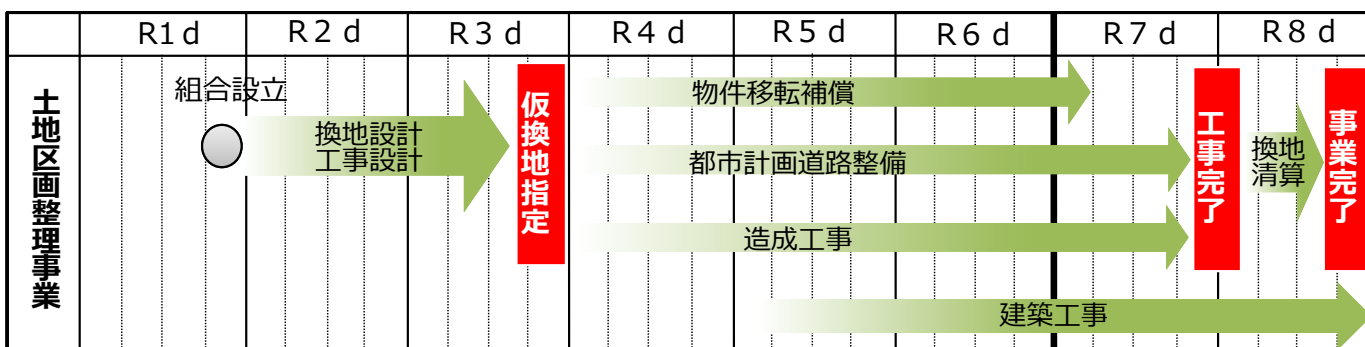 R1d R2d R3d R4d R5d R6d R7d R8d
土地区画整理事業
組合設立
換地設計
工事設計
仮換地指定
物件移転補償
都市計画道路整備
造成工事
建築工事
工事完了
換地
清算
事業完了